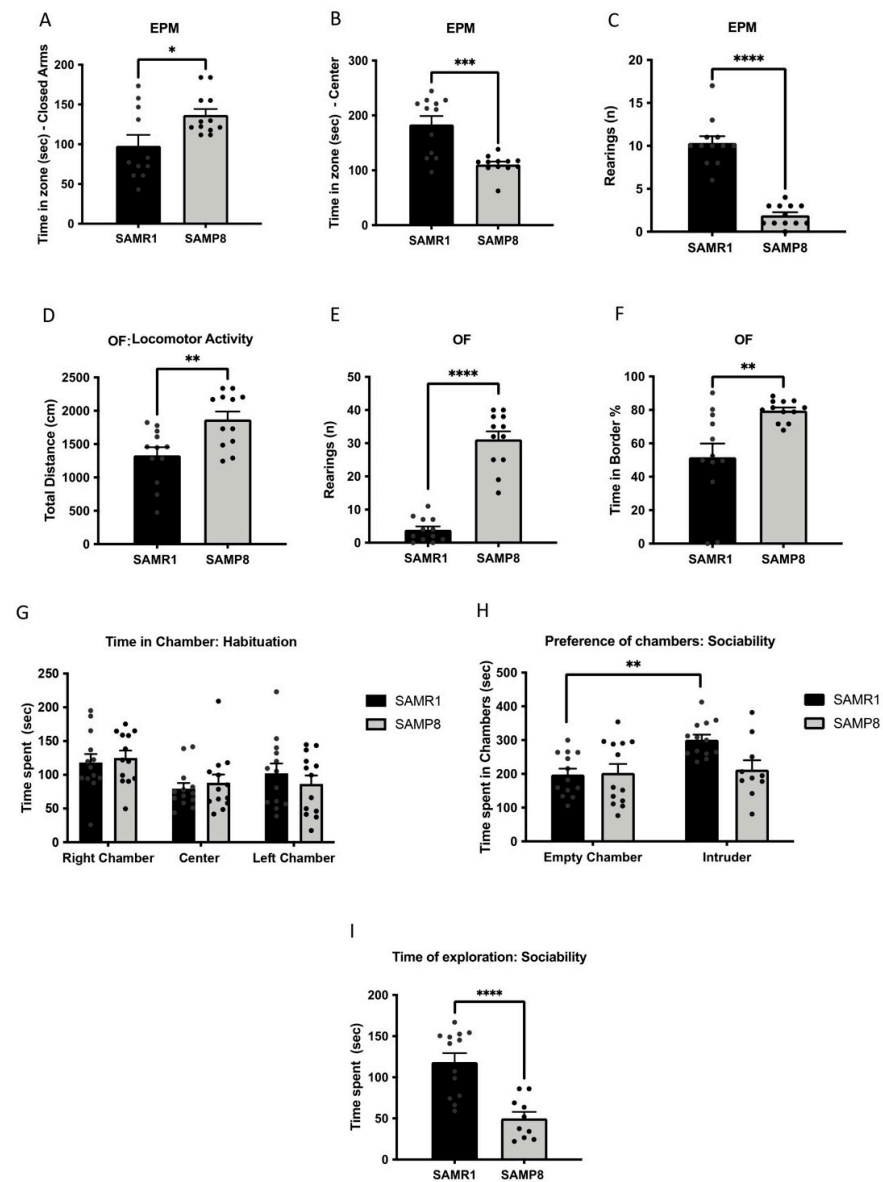 A
EPM
*
Time in zone (sec) - Closed Arms
200
150
100
50
0
SAMR1
SAMP8
B
EPM
***
Time in zone (sec) - Center
300
200
100
0
SAMR1
SAMP8
C
EPM
****
Rearings (n)
20
15
10
5
0
SAMR1
SAMP8
D
OF: Locomotor Activity
**
Total Distance (cm)
2500
2000
1500
1000
500
0
SAMR1
SAMP8
E
OF
****
Rearings (n)
50
40
30
20
10
0
SAMR1
SAMP8
F
OF
**
Time in Border %
100
80
60
40
20
0
SAMR1
SAMP8
G
Time in Chamber: Habituation
Time spent (sec)
250
200
150
100
50
0
Right Chamber
Center
Left Chamber
SAMR1
SAMP8
H
Preference of chambers: Sociability
**
Time spent in Chambers (sec)
500
400
300
200
100
0
Empty Chamber
Intruder
SAMR1
SAMP8
I
Time of exploration: Sociability
****
Time spent (sec)
200
150
100
50
0
SAMR1
SAMP8